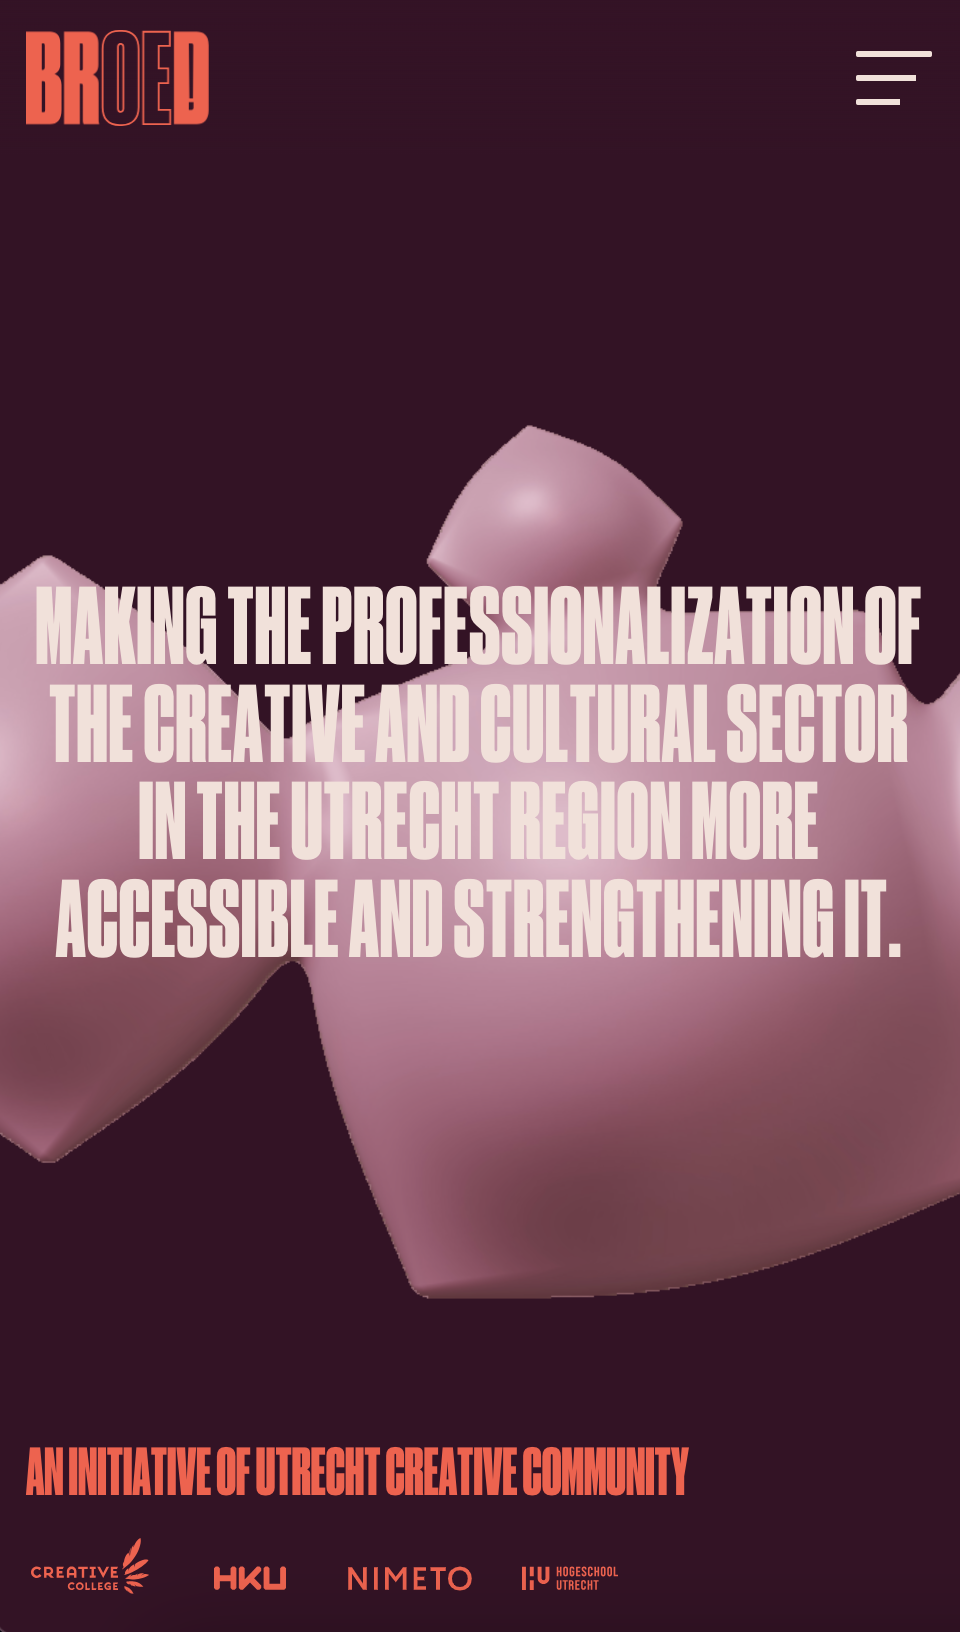 BROED
MAKING THE PROFESSIONALIZATION OF
THE CREATIVE AND CULTURAL SECTOR
IN THE UTRECHT REGION MORE
ACCESSIBLE AND STRENGTHENING IT.
AN INITIATIVE OF UTRECHT CREATIVE COMMUNITY
CREATIVE
COLLEGE
HKU
NIMETO
HU HOGESCHOOL
UTRECHT